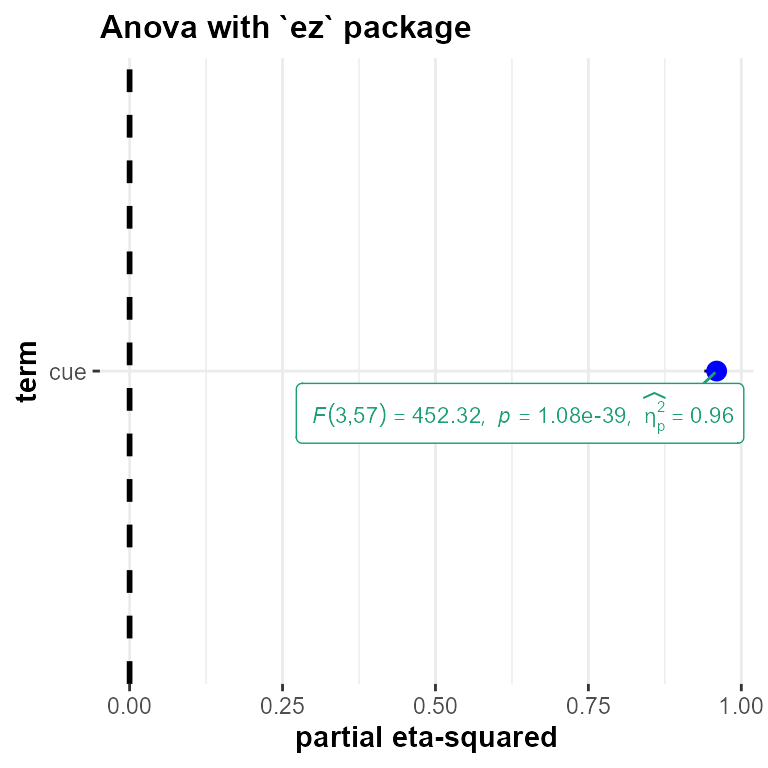 Anova with `ez` package
term
cue
F(3,57) = 452.32, p = 1.08e-39, η̂²ₚ = 0.96
0.00 0.25 0.50 0.75 1.00
partial eta-squared